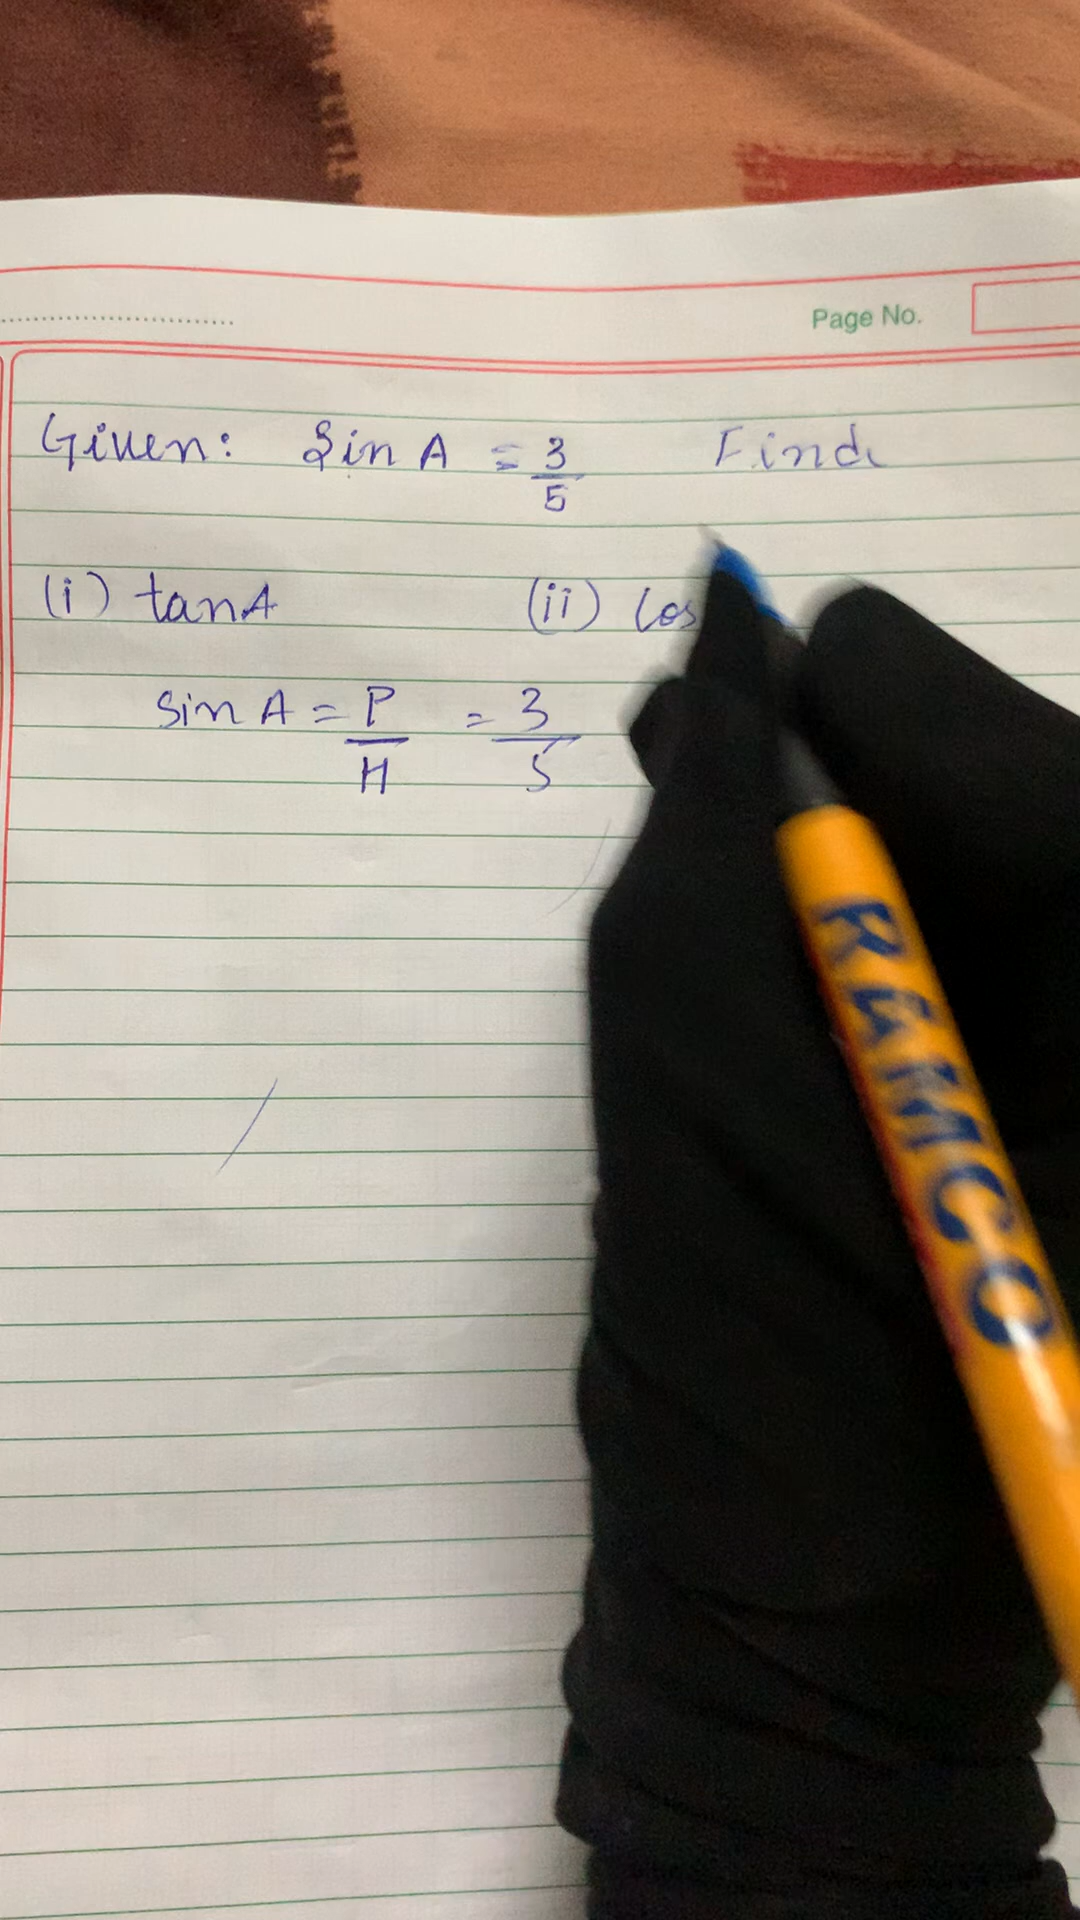 Page No.
Given: Sin A = 3/5 Find
(i) tanA (ii) Cos
sin A = P/H = 3/5
REMCO